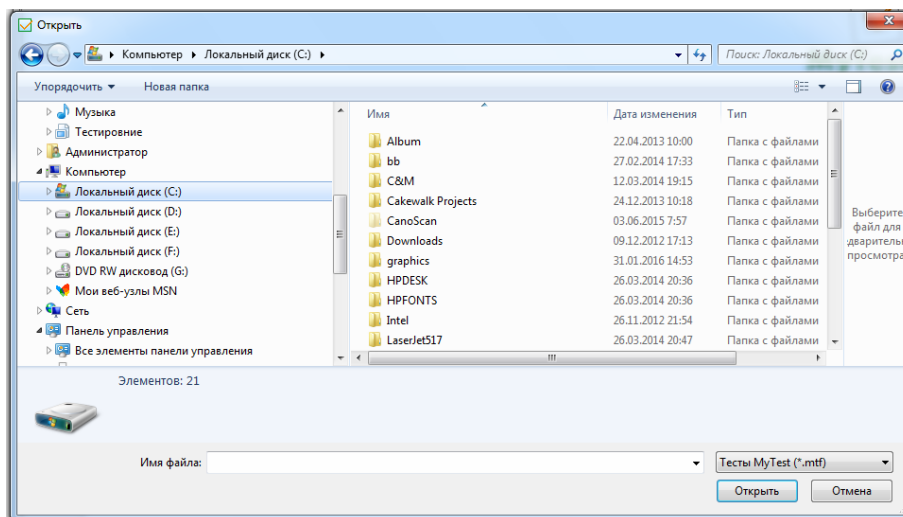 Открыть
Компьютер ▸ Локальный диск (C:) ▸
Поиск: Локальный диск (C:)
Упорядочить ▼ Новая папка
Музыка
Тестировние
Администратор
Компьютер
Локальный диск (C:)
Локальный диск (D:)
Локальный диск (E:)
Локальный диск (F:)
DVD RW дисковод (G:)
Мои веб-узлы MSN
Сеть
Панель управления
Все элементы панели управления
Имя Дата изменения Тип
Album 22.04.2013 10:00 Папка с файлами
bb 27.02.2014 17:33 Папка с файлами
C&M 12.03.2014 19:15 Папка с файлами
Cakewalk Projects 24.12.2013 10:18 Папка с файлами
CanoScan 03.06.2015 7:57 Папка с файлами
Downloads 09.12.2012 17:13 Папка с файлами
graphics 31.01.2016 14:53 Папка с файлами
HPDESK 26.03.2014 20:36 Папка с файлами
HPFONTS 26.03.2014 20:36 Папка с файлами
Intel 26.11.2012 21:54 Папка с файлами
LaserJet517 26.03.2014 20:47 Папка с файлами
Выберите
файл для
дварительн
просмотра
Элементов: 21
Имя файла:
Тесты MyTest (*.mtf)
Открыть Отмена